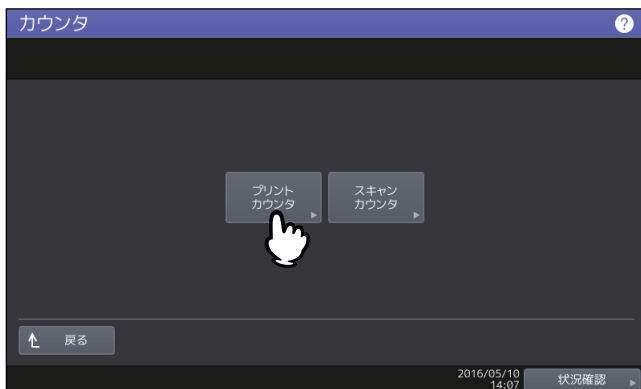 カウンタ
?
プリント
カウンタ
スキャン
カウンタ
戻る
2016/05/10
14:07
状況確認